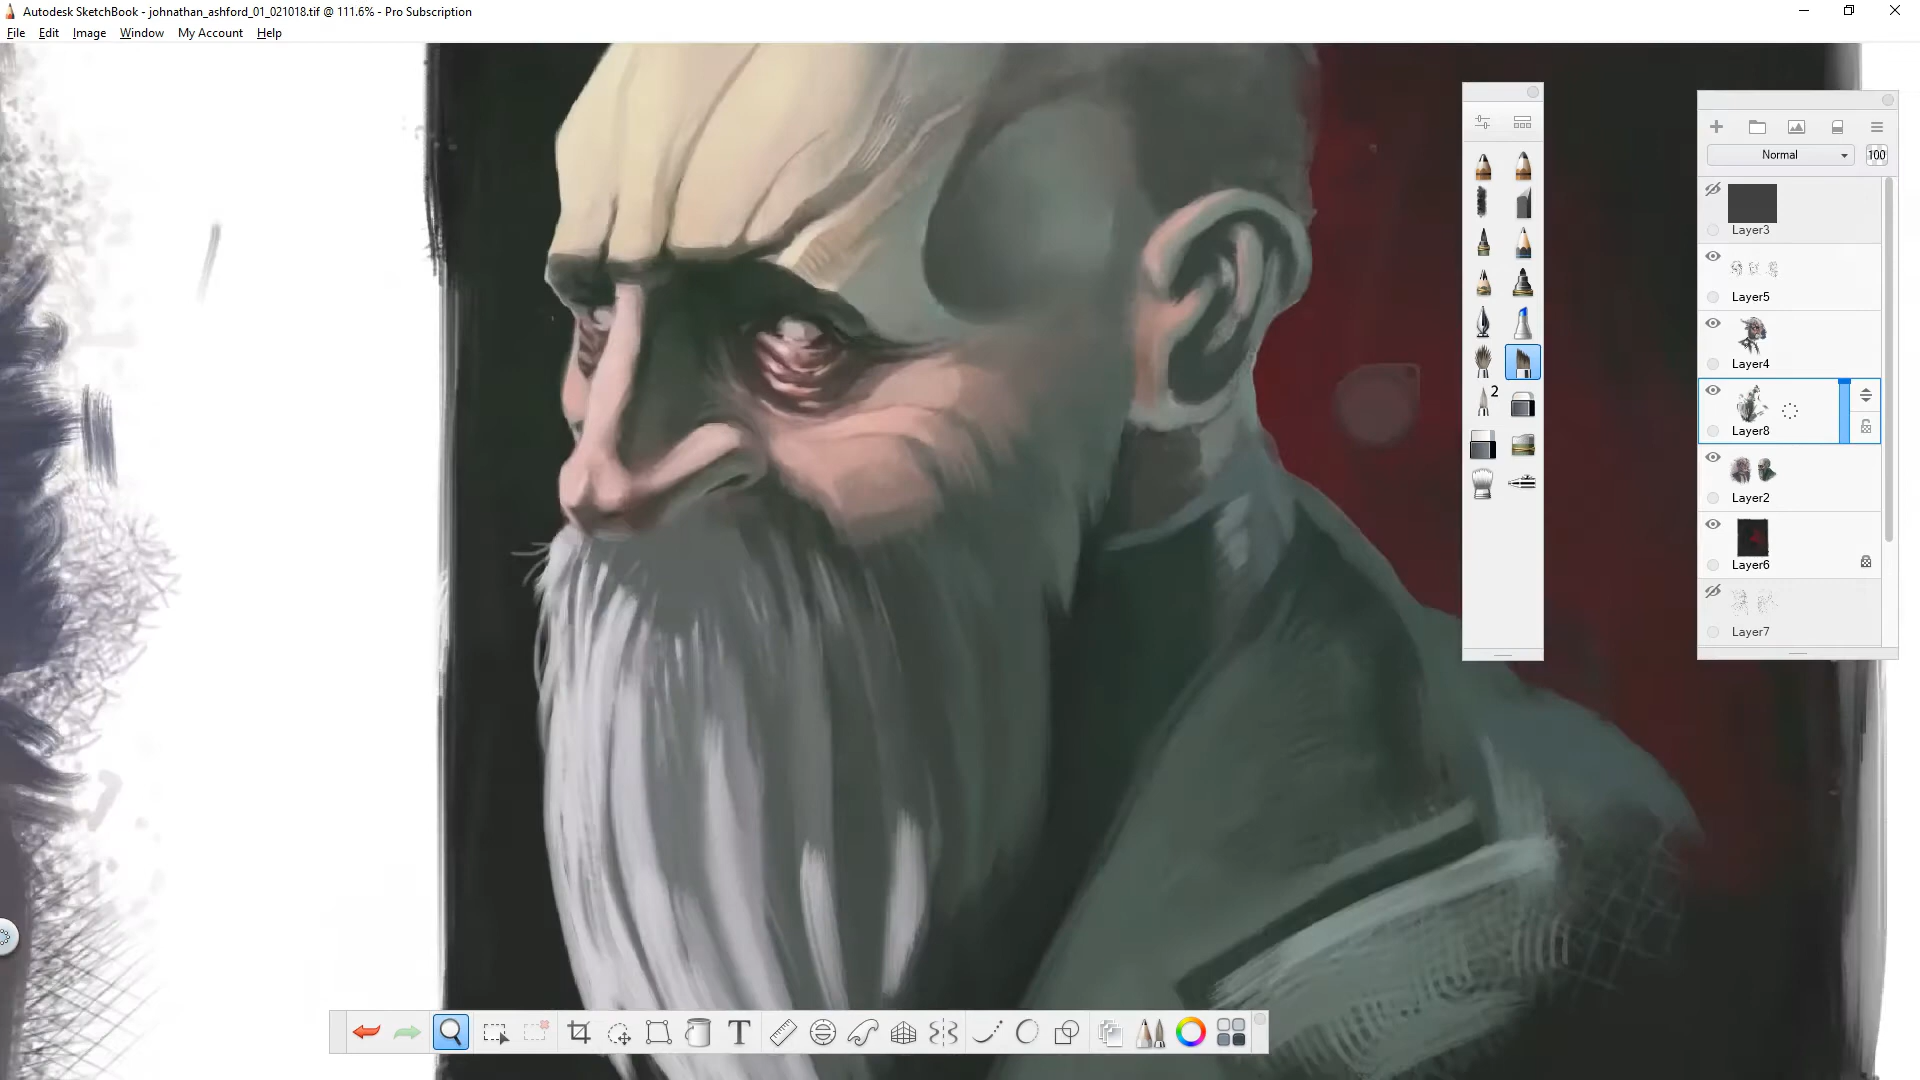 Autodesk SketchBook - johnathan_ashford_01_021018.tif @ 111.6% - Pro Subscription
File Edit Image Window My Account Help
Normal 100
Layer3
Layer5
Layer4
2
Layer8
Layer2
Layer6
Layer7
T